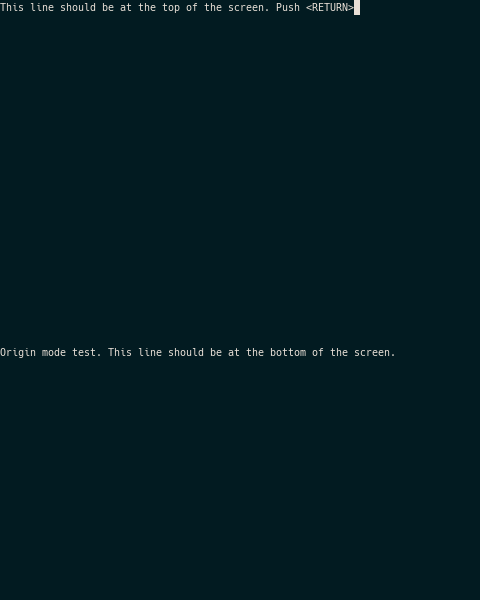 This line should be at the top of the screen. Push <RETURN>
Origin mode test. This line should be at the bottom of the screen.